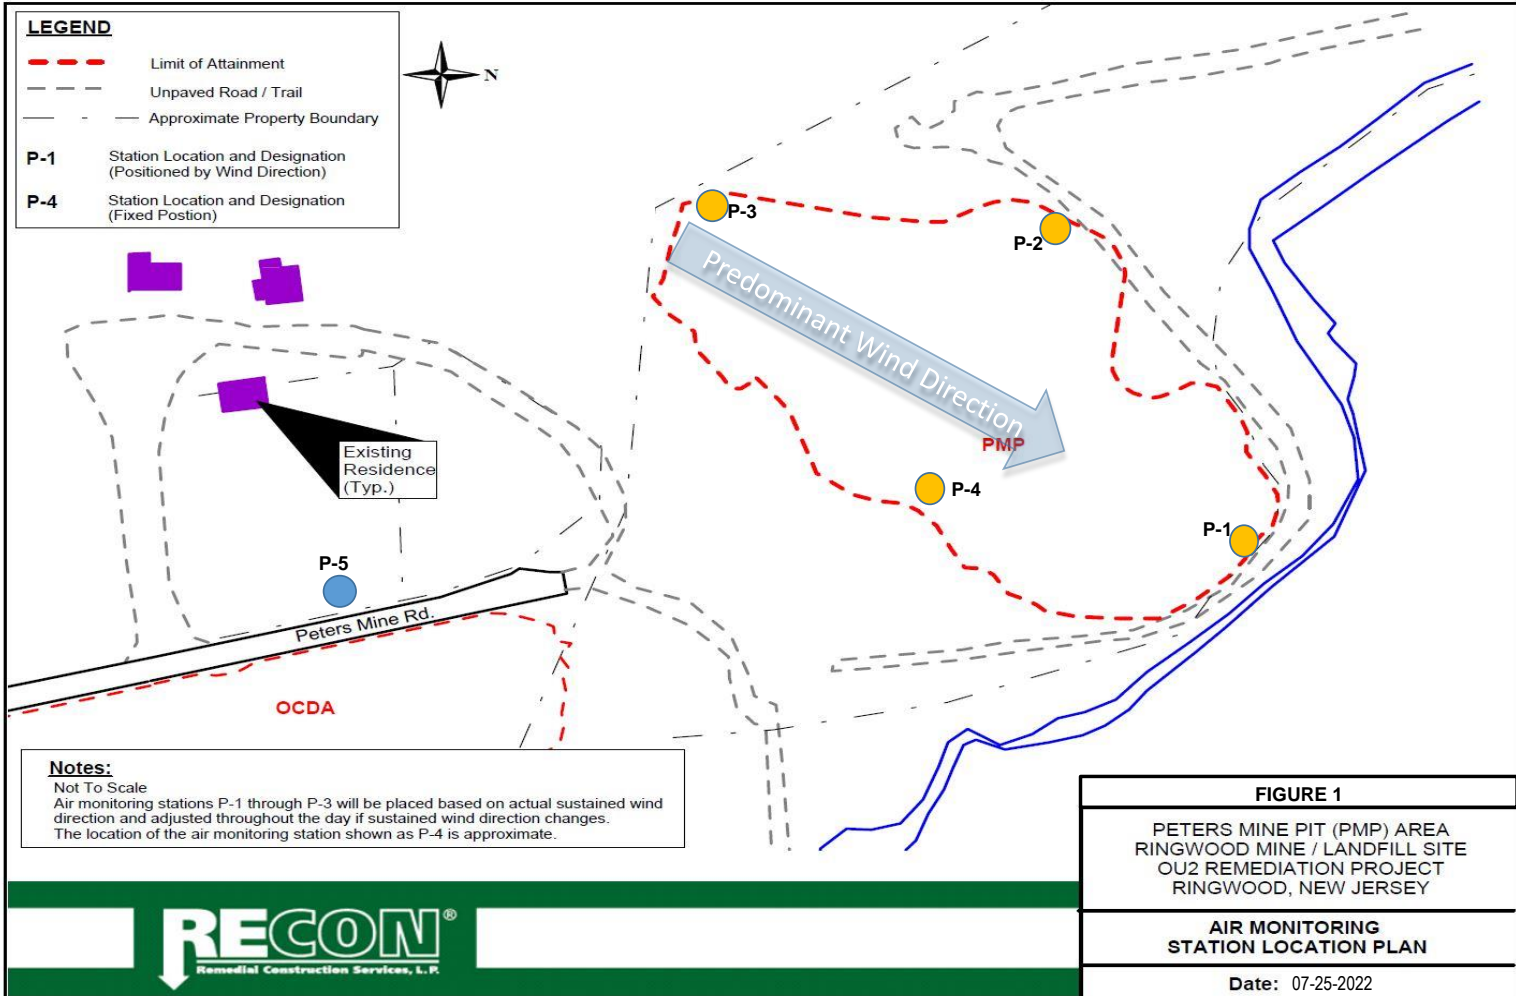 LEGEND
Limit of Attainment
Unpaved Road / Trail
Approximate Property Boundary
P-1 Station Location and Designation
(Positioned by Wind Direction)
P-4 Station Location and Designation
(Fixed Postion)
N
P-3
P-2
Predominant Wind Direction
PMP
P-4
P-1
Existing
Residence
(Typ.)
P-5
Peters Mine Rd.
OCDA
Notes:
Not To Scale
Air monitoring stations P-1 through P-3 will be placed based on actual sustained wind
direction and adjusted throughout the day if sustained wind direction changes.
The location of the air monitoring station shown as P-4 is approximate.
RECON®
Remedial Construction Services, L.P.
FIGURE 1
PETERS MINE PIT (PMP) AREA
RINGWOOD MINE / LANDFILL SITE
OU2 REMEDIATION PROJECT
RINGWOOD, NEW JERSEY
AIR MONITORING
STATION LOCATION PLAN
Date: 07-25-2022